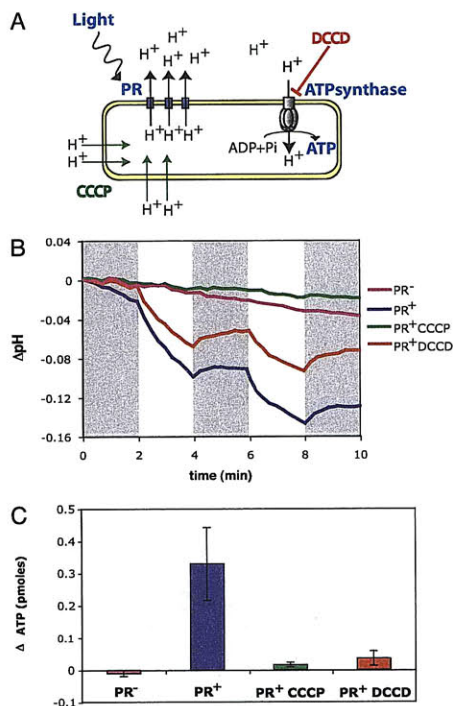 A
Light
H+ H+ H+
H+ H+
H+
DCCD
H+
PR
ATPsynthase
H+ H+ H+
ADP+Pi
ATP
H+
H+
H+
CCCP
H+ H+
B
0.04
0
-0.04
-0.08
-0.12
-0.16
ΔpH
0 2 4 6 8 10
time (min)
PR-
PR+
PR+CCCP
PR+DCCD
C
0.5
0.4
0.3
0.2
0.1
0
-0.1
Δ ATP (pmoles)
PR- PR+ PR+ CCCP PR+ DCCD